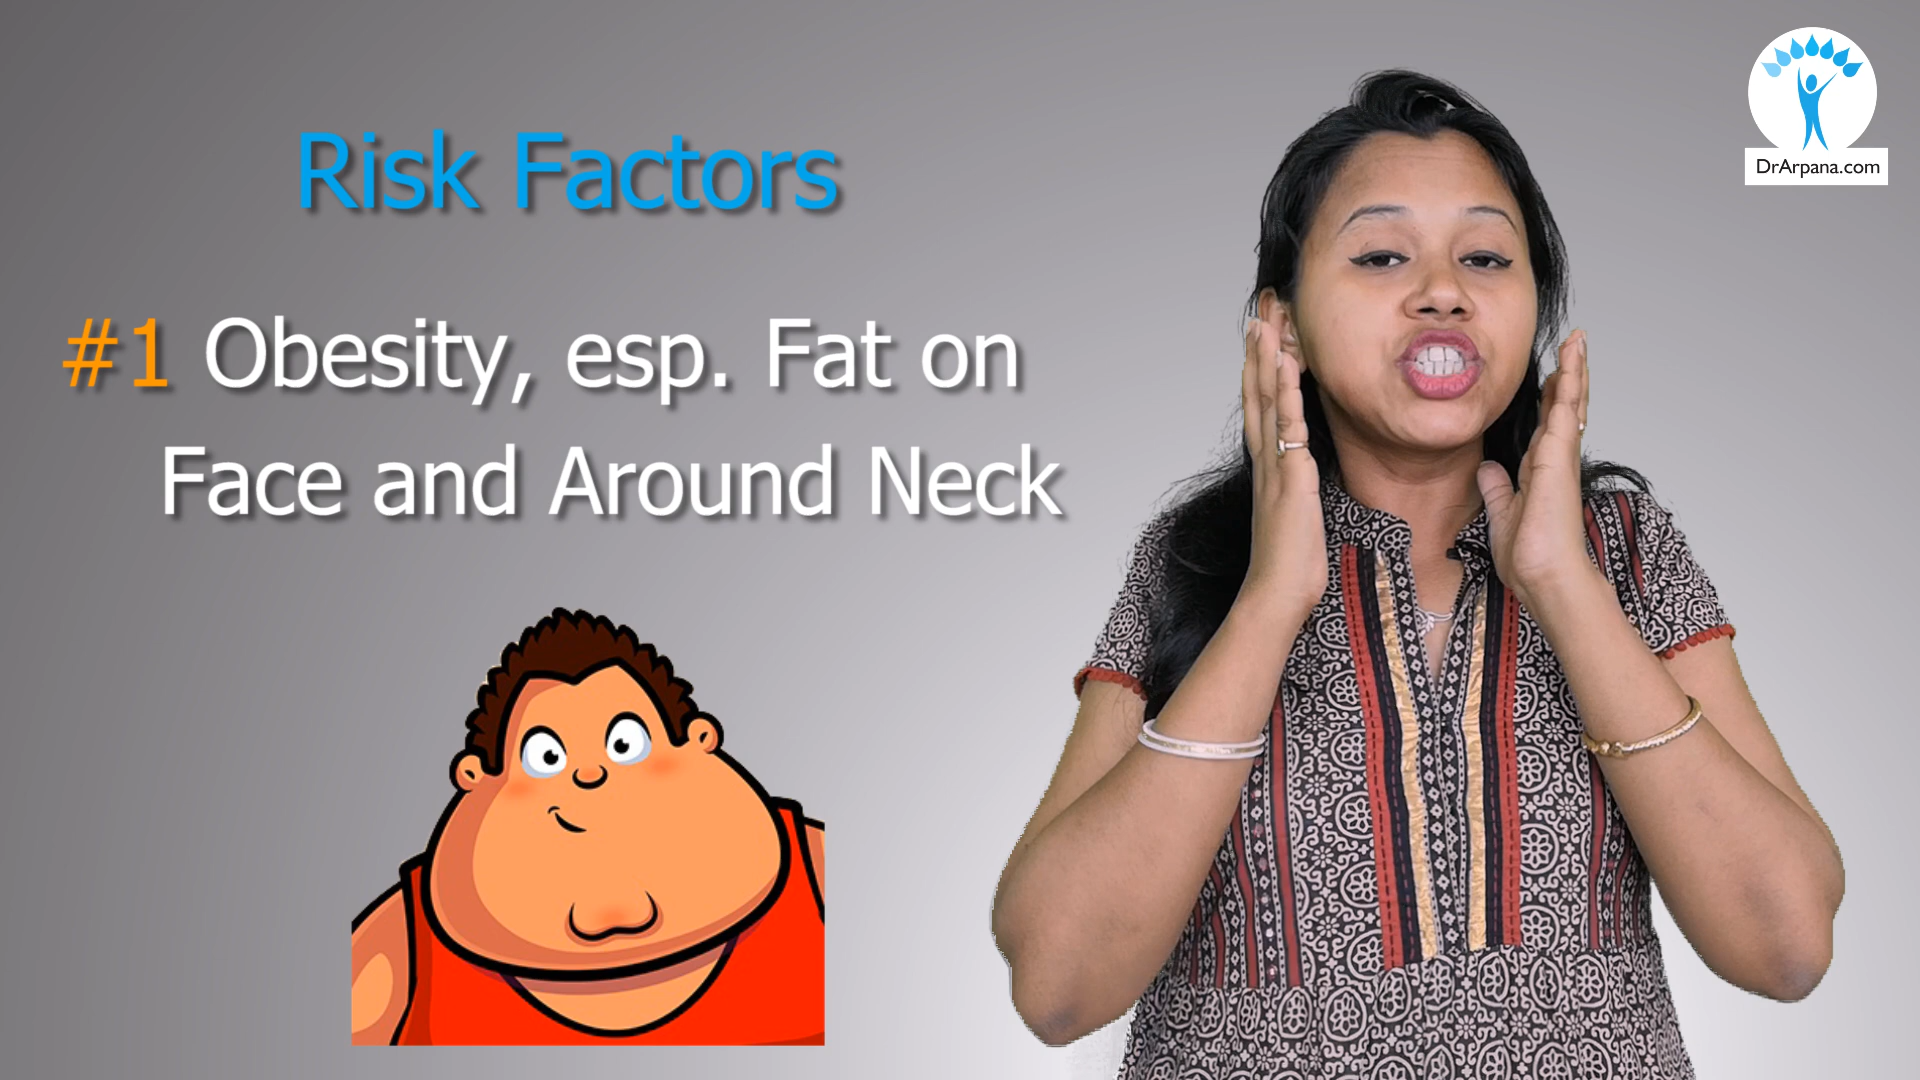 Risk Factors
#1 Obesity, esp. Fat on
Face and Around Neck
DrArpana.com